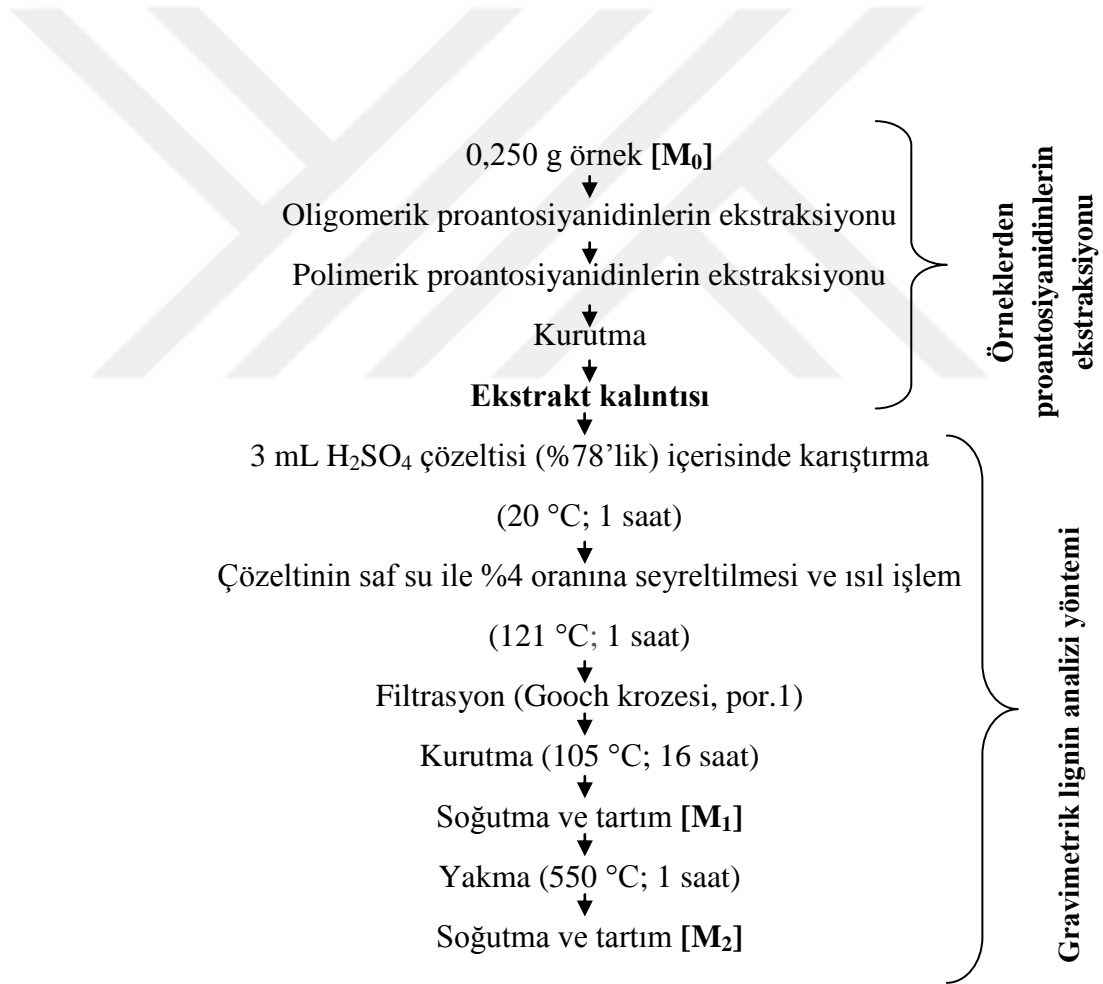 0,250 g örnek [M₀]
Oligomerik proantosiyanidinlerin ekstraksiyonu
Polimerik proantosiyanidinlerin ekstraksiyonu
Kurutma
Ekstrakt kalıntısı
Örneklerden
proantosiyanidinlerin
ekstraksiyonu
3 mL H₂SO₄ çözeltisi (%78’lik) içerisinde karıştırma
(20 °C; 1 saat)
Çözeltinin saf su ile %4 oranına seyreltilmesi ve ısıl işlem
(121 °C; 1 saat)
Filtrasyon (Gooch krozesi, por.1)
Kurutma (105 °C; 16 saat)
Soğutma ve tartım [M₁]
Yakma (550 °C; 1 saat)
Soğutma ve tartım [M₂]
Gravimetrik lignin analizi yöntemi